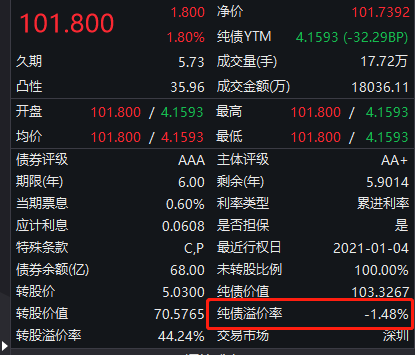 101.800 1.800 净价 101.7392
1.80% 纯债YTM 4.1593 (-32.29BP)
久期 5.73 成交量(手) 17.72万
凸性 35.96 成交金额(万) 18036.11
开盘 101.800 / 4.1593 最高 101.800 / 4.1593
均价 101.800 / 4.1593 最低 101.800 / 4.1593
债券评级 AAA 主体评级 AA+
期限(年) 6.00 剩余(年) 5.9014
当期票息 0.60% 利率类型 累进利率
应计利息 0.0608 是否担保 是
特殊条款 C,P 最近行权日 2021-01-04
债券余额(亿) 68.00 未转股比例 100.00%
转股价 5.0300 纯债价值 103.3267
转股价值 70.5765 纯债溢价率 -1.48%
转股溢价率 44.24% 交易市场 深圳